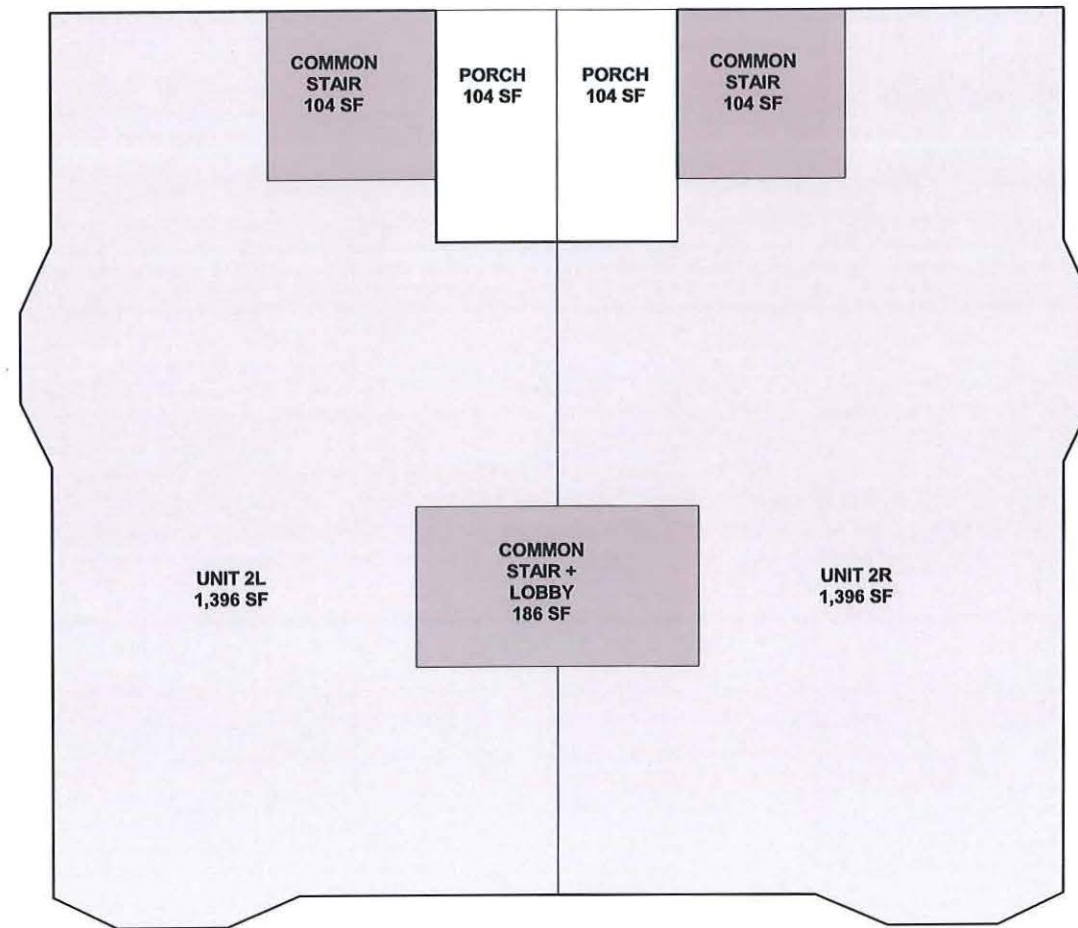 COMMON
STAIR
104 SF
PORCH
104 SF
PORCH
104 SF
COMMON
STAIR
104 SF
UNIT 2L
1,396 SF
COMMON
STAIR +
LOBBY
186 SF
UNIT 2R
1,396 SF